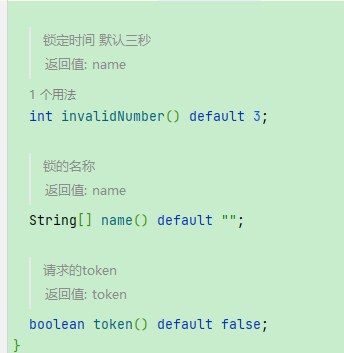 锁定时间 默认三秒
返回值: name
1 个用法
int invalidNumber() default 3;
锁的名称
返回值: name
String[] name() default "";
请求的token
返回值: token
boolean token() default false;
}